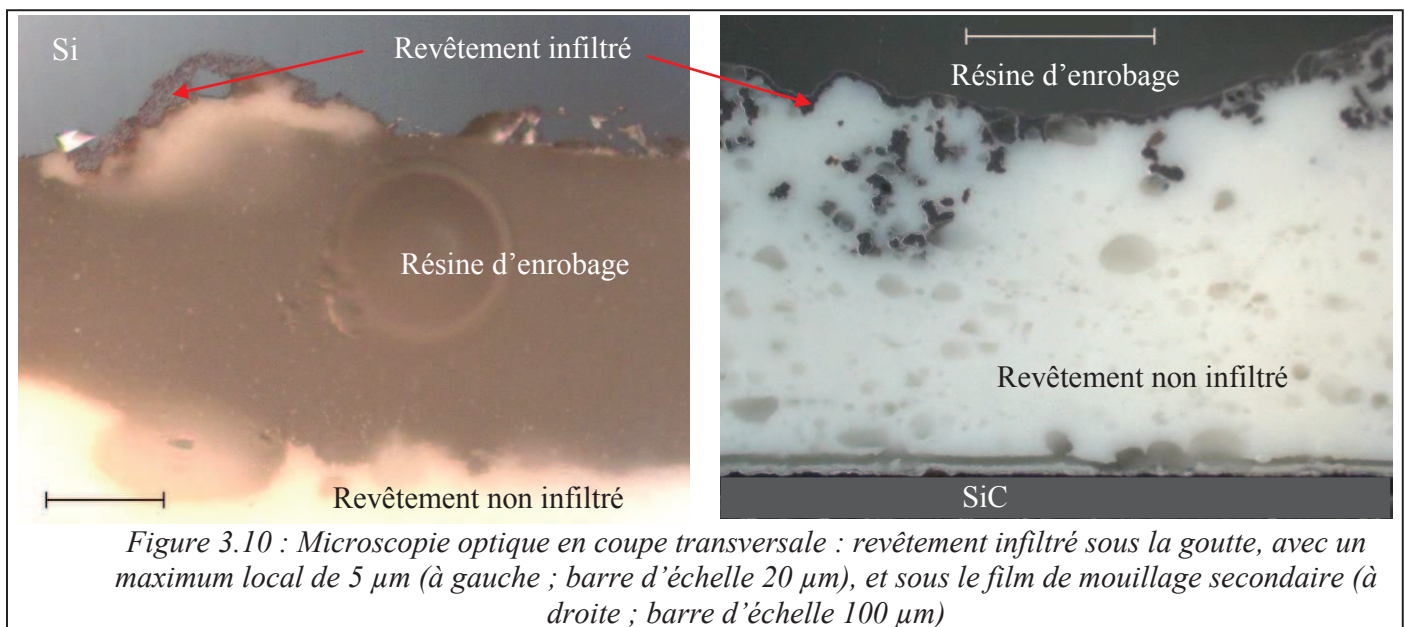 Si
Revêtement infiltré
Résine d'enrobage
Revêtement non infiltré
Résine d'enrobage
Revêtement non infiltré
SiC
Figure 3.10 : Microscopie optique en coupe transversale : revêtement infiltré sous la goutte, avec un
maximum local de 5 µm (à gauche ; barre d'échelle 20 µm), et sous le film de mouillage secondaire (à
droite ; barre d'échelle 100 µm)